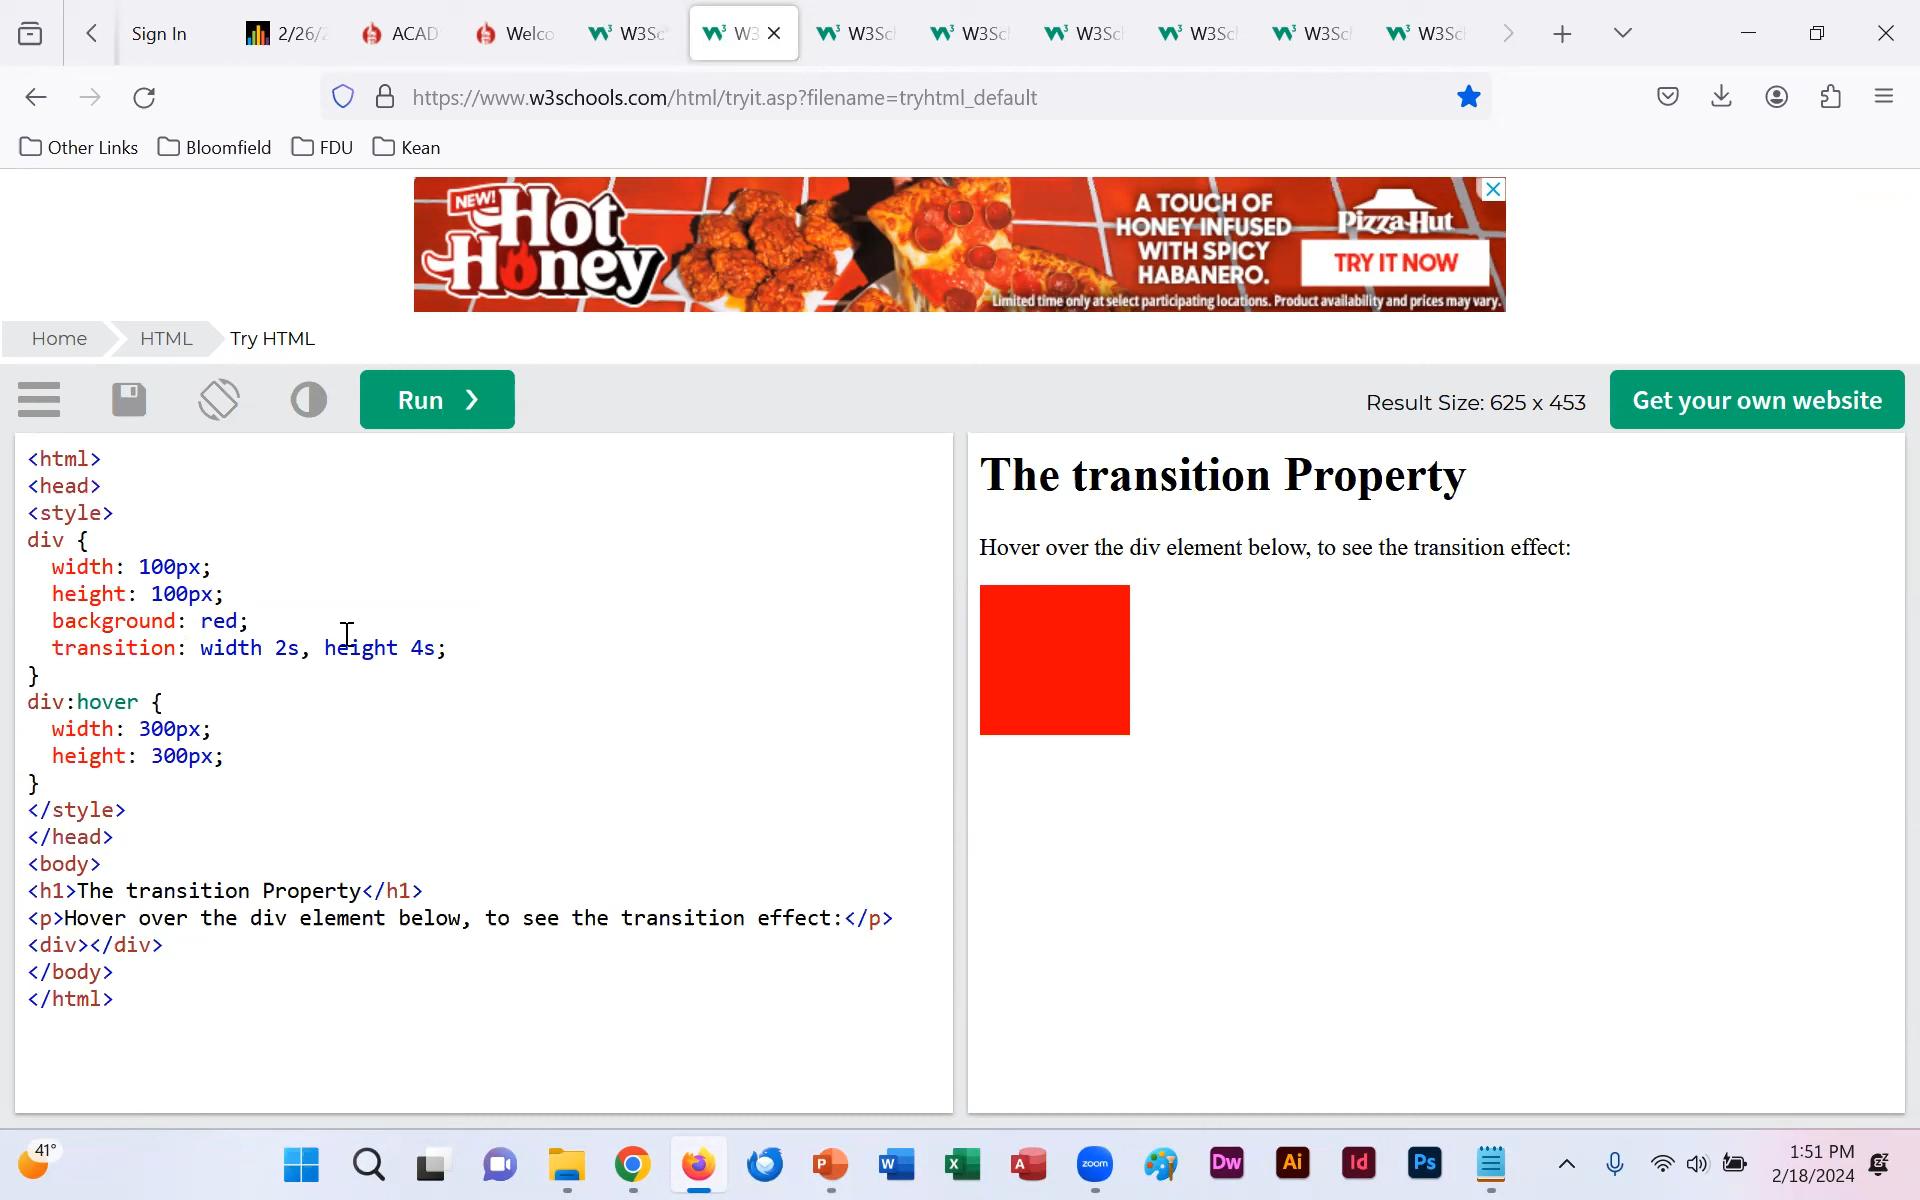 Sign In
2/26/2
ACAD
Welco
W3Sc
W3
W3Sc
W3Sc
W3Sc
W3Sc
W3Sc
W3Sc
https://www.w3schools.com/html/tryit.asp?filename=tryhtml_default
Other Links
Bloomfield
FDU
Kean
NEW!
Hot
Honey
A TOUCH OF
HONEY INFUSED
WITH SPICY
HABANERO.
Pizza Hut
TRY IT NOW
Limited time only at select participating locations. Product availability and prices may vary.
Home
HTML
Try HTML
Run ❯
Result Size: 625 x 453
Get your own website
<html>
<head>
<style>
div {
  width: 100px;
  height: 100px;
  background: red;
  transition: width 2s, height 4s;
}
div:hover {
  width: 300px;
  height: 300px;
}
</style>
</head>
<body>
<h1>The transition Property</h1>
<p>Hover over the div element below, to see the transition effect:</p>
<div></div>
</body>
</html>
The transition Property
Hover over the div element below, to see the transition effect:
41°
P
W
X
A
zoom
Dw
Ai
Id
Ps
1:51 PM
2/18/2024